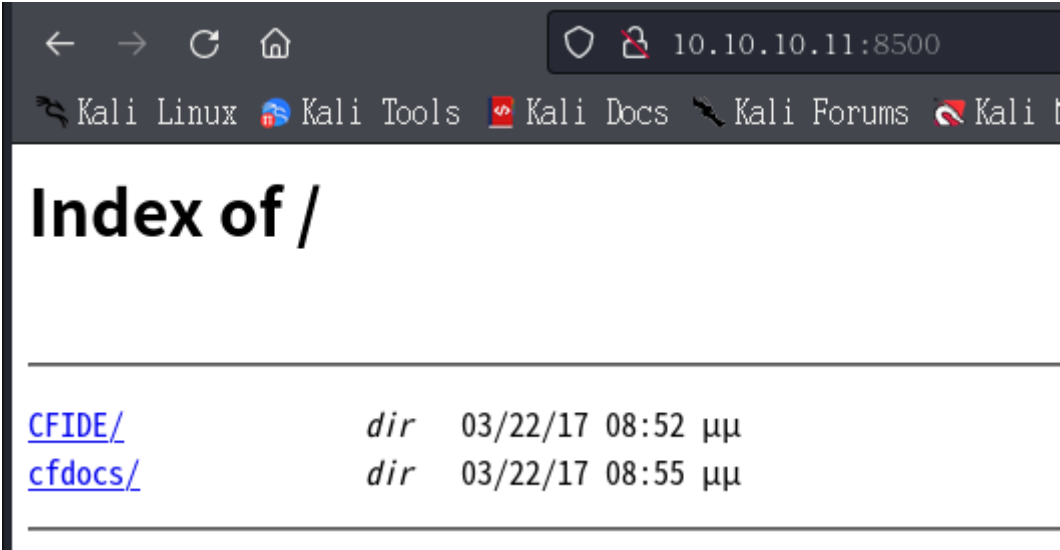 10.10.10.11:8500
Kali Linux Kali Tools Kali Docs Kali Forums Kali
Index of /
CFIDE/ dir 03/22/17 08:52 μμ
cfdocs/ dir 03/22/17 08:55 μμ